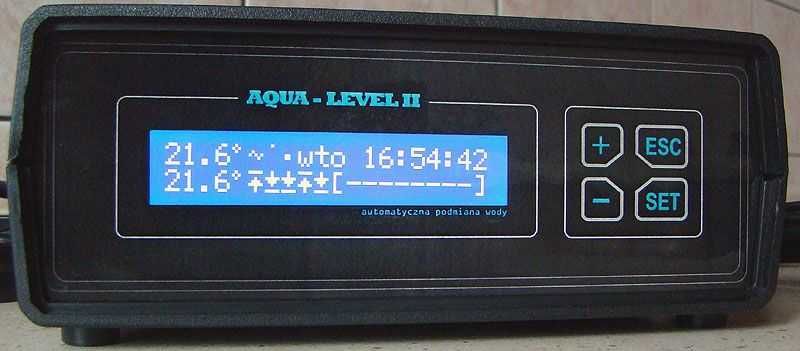 AQUA - LEVEL II
21.6° ~˙·wto 16:54:42
21.6° ⤒⤓⤓⤒⤓[---------]
automatyczna podmiana wody
+
ESC
-
SET